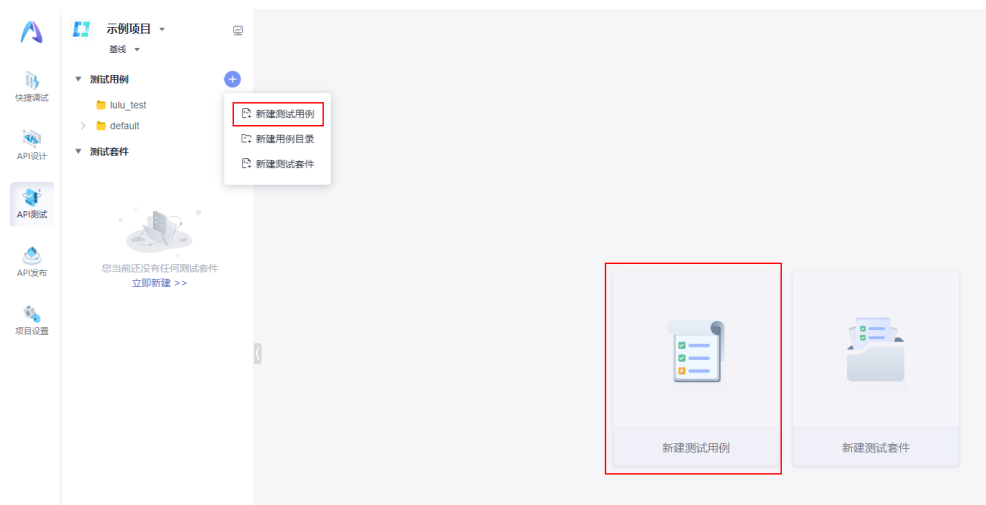 示例项目
基线
快捷调试
API设计
API测试
API发布
项目设置
测试用例
lulu_test
default
测试套件
您当前还没有任何测试套件
立即新建 >>
新建测试用例
新建用例目录
新建测试套件
新建测试用例
新建测试套件